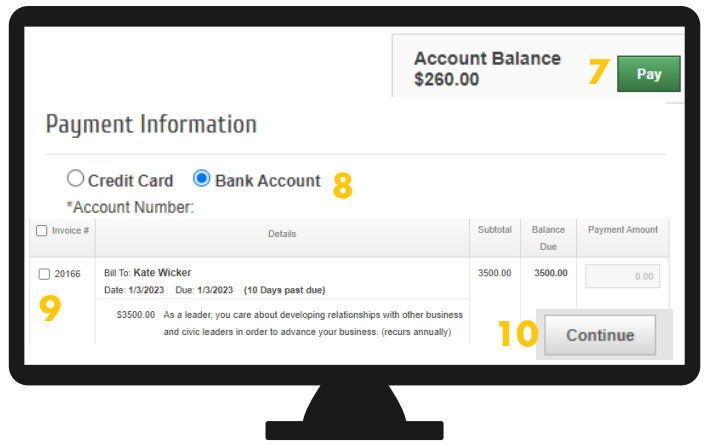 Account Balance
$260.00
7
Pay
Payment Information
Credit Card Bank Account 8
*Account Number:
Invoice # Details Subtotal Balance Due Payment Amount
20166 Bill To: Kate Wicker 3500.00 3500.00 0.00
Date: 1/3/2023 Due: 1/3/2023 (10 Days past due)
9
$3500.00 As a leader, you care about developing relationships with other business
and civic leaders in order to advance your business. (recurs annually)
10 Continue